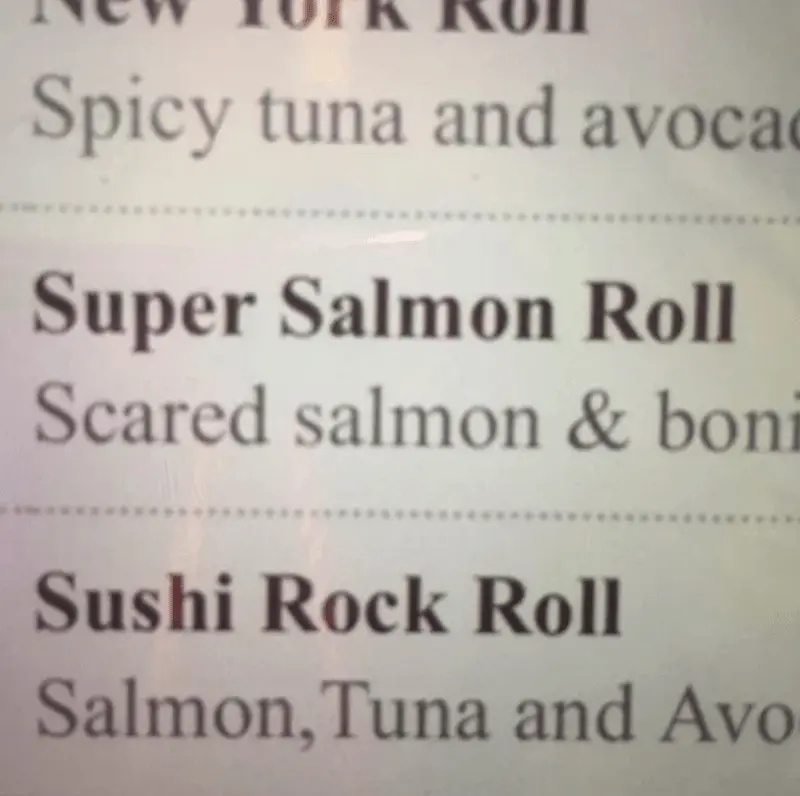 New York Roll
Spicy tuna and avocad
Super Salmon Roll
Scared salmon & boni
Sushi Rock Roll
Salmon,Tuna and Avo